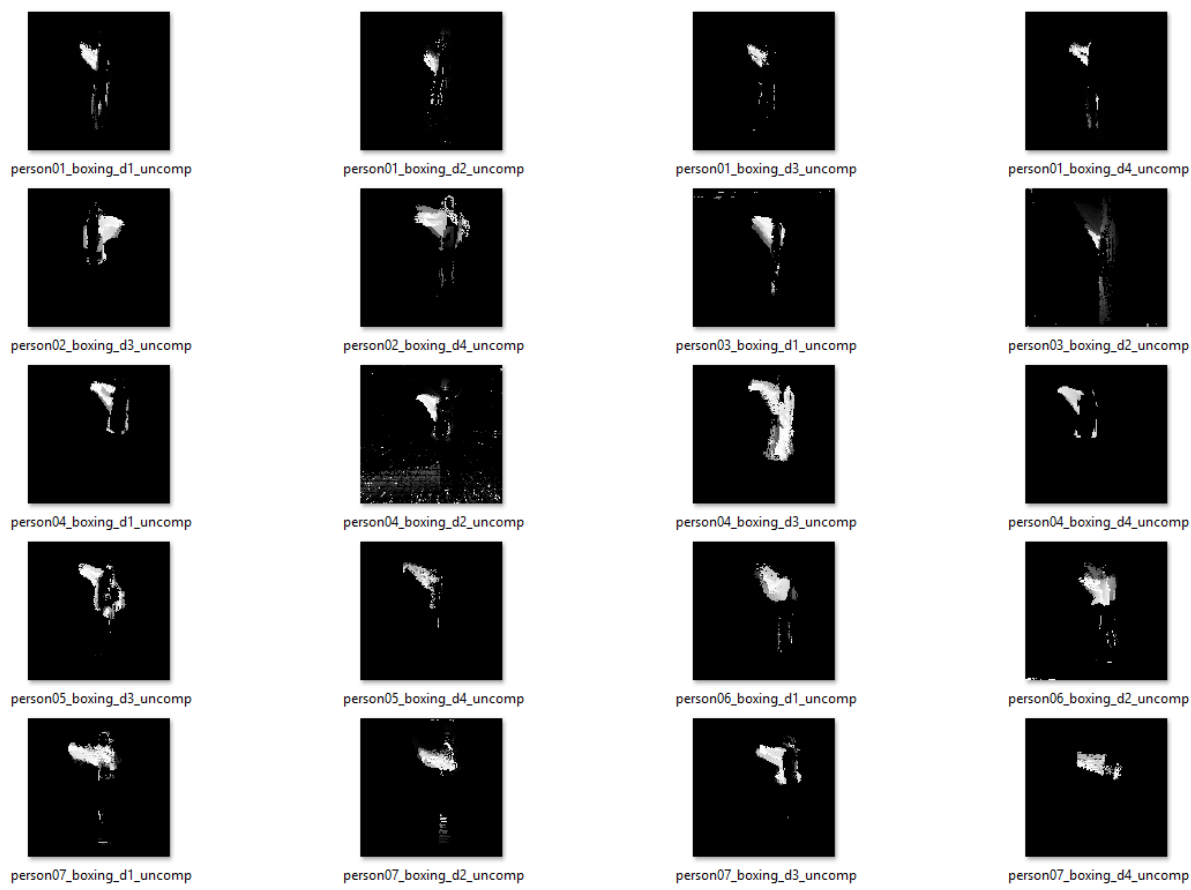 person01_boxing_d1_uncomp person01_boxing_d2_uncomp person01_boxing_d3_uncomp person01_boxing_d4_uncomp
person02_boxing_d3_uncomp person02_boxing_d4_uncomp person03_boxing_d1_uncomp person03_boxing_d2_uncomp
person04_boxing_d1_uncomp person04_boxing_d2_uncomp person04_boxing_d3_uncomp person04_boxing_d4_uncomp
person05_boxing_d3_uncomp person05_boxing_d4_uncomp person06_boxing_d1_uncomp person06_boxing_d2_uncomp
person07_boxing_d1_uncomp person07_boxing_d2_uncomp person07_boxing_d3_uncomp person07_boxing_d4_uncomp